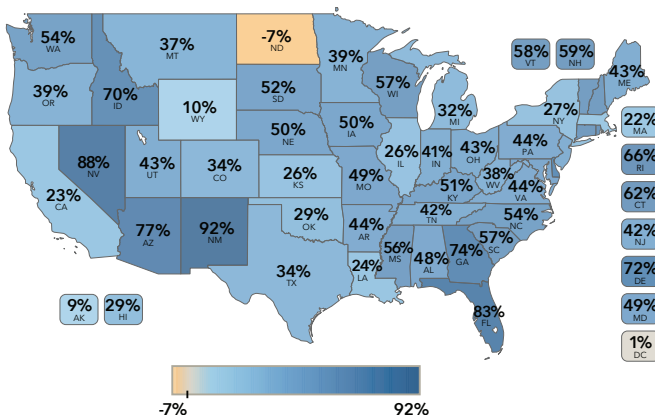 54%
WA
37%
MT
-7%
ND
39%
MN
58%
VT
59%
NH
43%
ME
39%
OR
70%
ID
52%
SD
57%
WI
32%
MI
27%
NY
22%
MA
10%
WY
50%
NE
50%
IA
26%
IL
41%
IN
43%
OH
44%
PA
66%
RI
88%
NV
43%
UT
34%
CO
26%
KS
49%
MO
51%
KY
38%
WV
44%
VA
62%
CT
23%
CA
42%
NJ
77%
AZ
92%
NM
29%
OK
44%
AR
42%
TN
54%
NC
72%
DE
34%
TX
24%
LA
56%
MS
48%
AL
74%
GA
57%
SC
49%
MD
9%
AK
29%
HI
83%
FL
1%
DC
-7%
92%